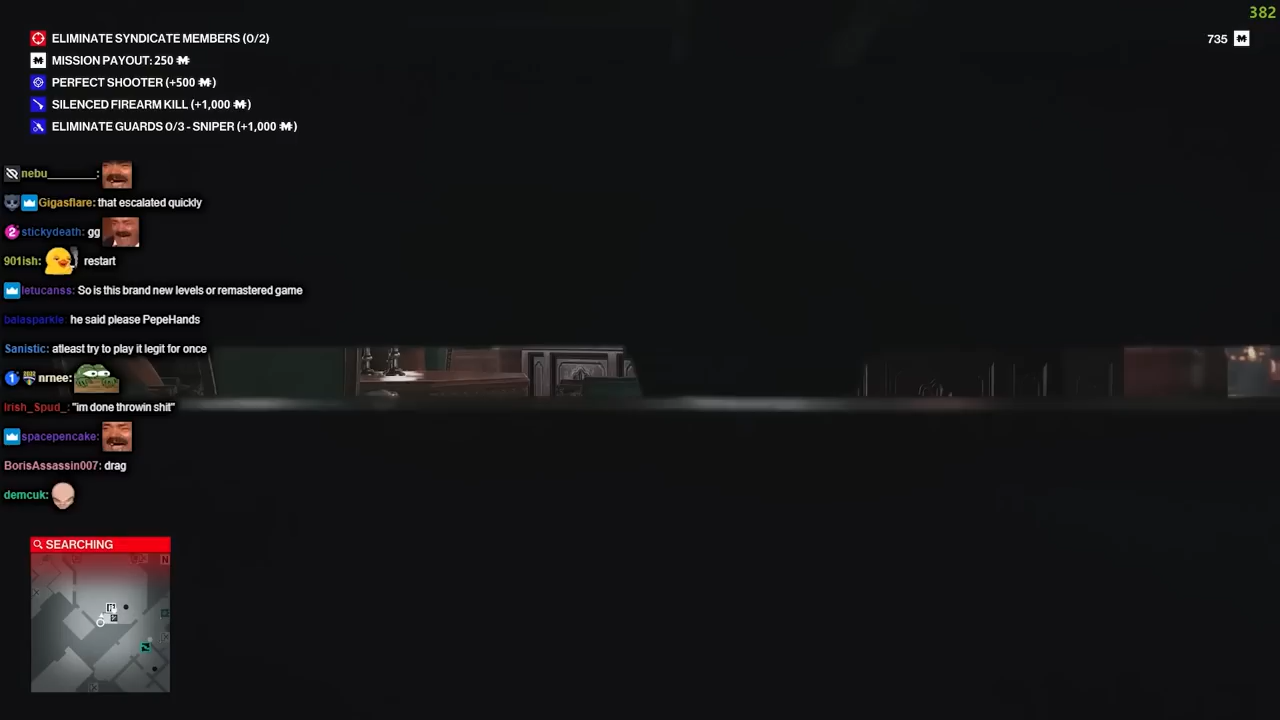 382
ELIMINATE SYNDICATE MEMBERS (0/2)
735
MISSION PAYOUT: 250
PERFECT SHOOTER (+500 )
SILENCED FIREARM KILL (+1,000 )
ELIMINATE GUARDS 0/3 - SNIPER (+1,000 )
nebu_______:
Gigasflare: that escalated quickly
2 stickydeath: gg
901ish: restart
letucanss: So is this brand new levels or remastered game
balasparkle: he said please PepeHands
Sanistic: atleast try to play it legit for once
1 nrnee:
Irish_Spud_: "im done throwin shit"
spacepencake:
BorisAssassin007: drag
demcuk:
SEARCHING
N